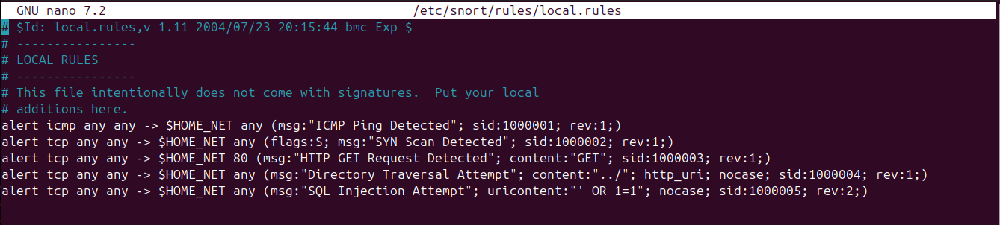 GNU nano 7.2 /etc/snort/rules/local.rules
# $Id: local.rules,v 1.11 2004/07/23 20:15:44 bmc Exp $
# ----------------
# LOCAL RULES
# ----------------
# This file intentionally does not come with signatures.  Put your local
# additions here.
alert icmp any any -> $HOME_NET any (msg:"ICMP Ping Detected"; sid:1000001; rev:1;)
alert tcp any any -> $HOME_NET any (flags:S; msg:"SYN Scan Detected"; sid:1000002; rev:1;)
alert tcp any any -> $HOME_NET 80 (msg:"HTTP GET Request Detected"; content:"GET"; sid:1000003; rev:1;)
alert tcp any any -> $HOME_NET any (msg:"Directory Traversal Attempt"; content:"../"; http_uri; nocase; sid:1000004; rev:1;)
alert tcp any any -> $HOME_NET any (msg:"SQL Injection Attempt"; uricontent:"' OR 1=1"; nocase; sid:1000005; rev:2;)